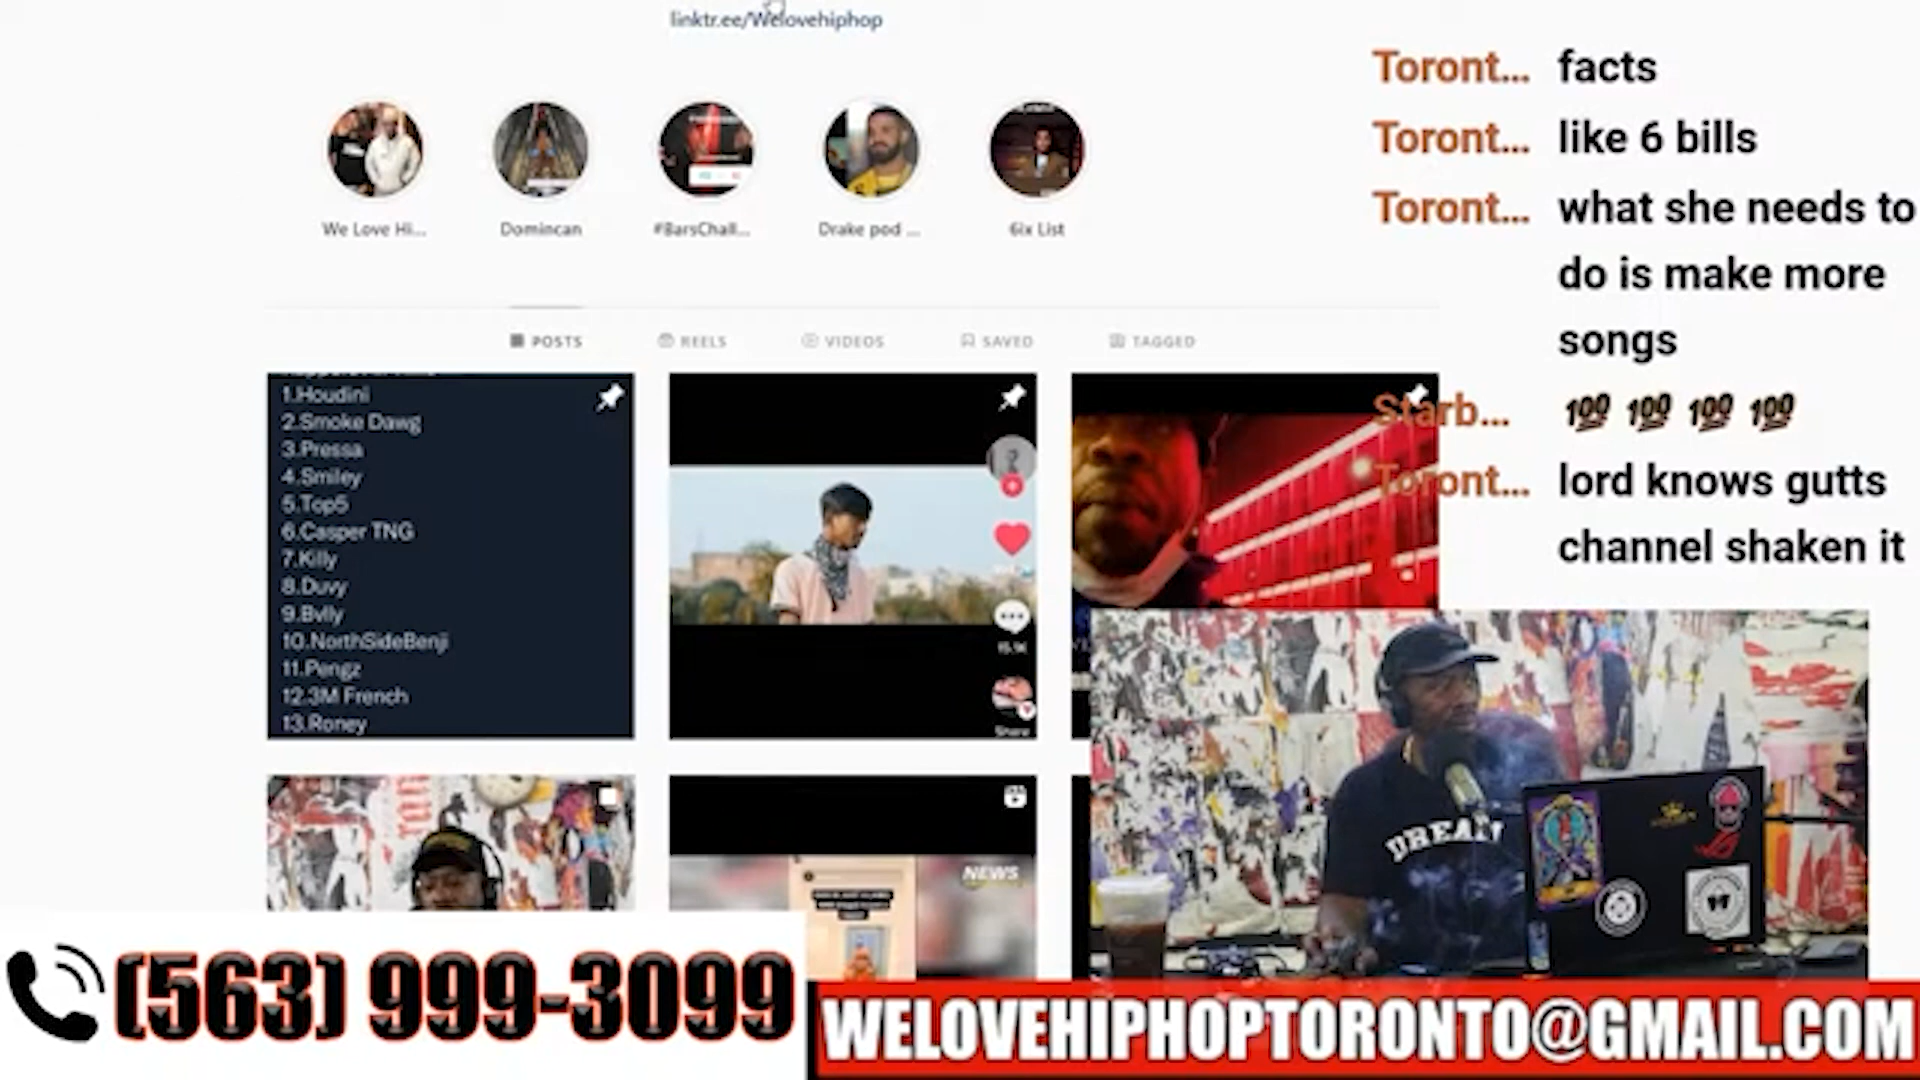 linktr.ee/Welovehiphop
We Love Hi...
Domincan
#BarsChall...
Drake pod ...
6ix List
POSTS
REELS
VIDEOS
SAVED
TAGGED
1.Houdini
2.Smoke Dawg
3.Pressa
4.Smiley
5.Top5
6.Casper TNG
7.Killy
8.Duvy
9.Bvlly
10.NorthSideBenji
11.Pengz
12.3M French
13.Roney
15.1K
Share
NEWS
Toront... facts
Toront... like 6 bills
Toront... what she needs to
do is make more
songs
Starb... 💯 💯 💯 💯
Toront... lord knows gutts
channel shaken it
DREAM
(563) 999-3099
WELOVEHIPHOPTORONTO@GMAIL.COM